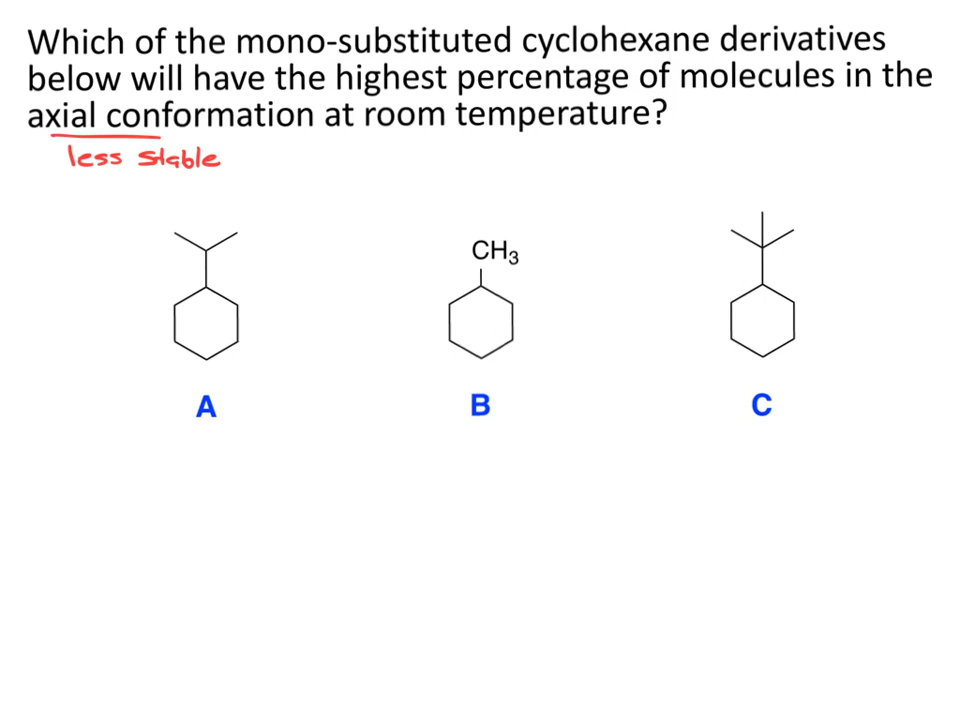 Which of the mono-substituted cyclohexane derivatives
below will have the highest percentage of molecules in the
axial conformation at room temperature?
less stable
CH3
A B C